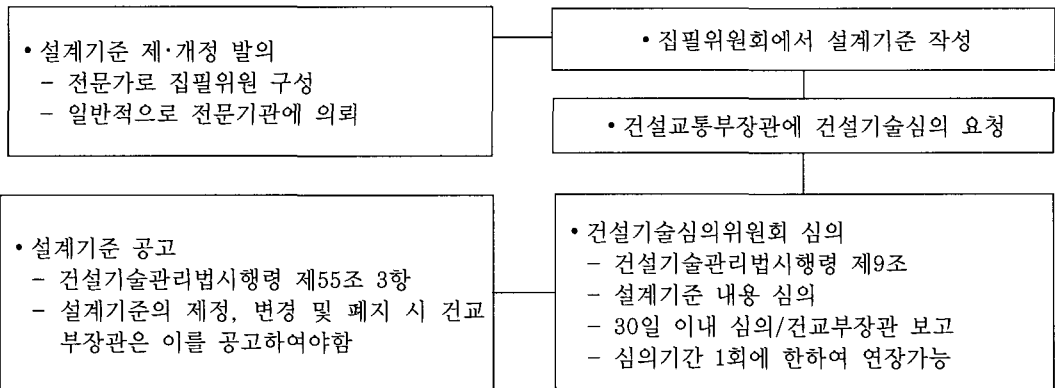 • 설계기준 제·개정 발의
– 전문가로 집필위원 구성
– 일반적으로 전문기관에 의뢰
• 집필위원회에서 설계기준 작성
• 건설교통부장관에 건설기술심의 요청
• 건설기술심의위원회 심의
– 건설기술관리법시행령 제9조
– 설계기준 내용 심의
– 30일 이내 심의/건교부장관 보고
– 심의기간 1회에 한하여 연장가능
• 설계기준 공고
– 건설기술관리법시행령 제55조 3항
– 설계기준의 제정, 변경 및 폐지 시 건교
부장관은 이를 공고하여야함